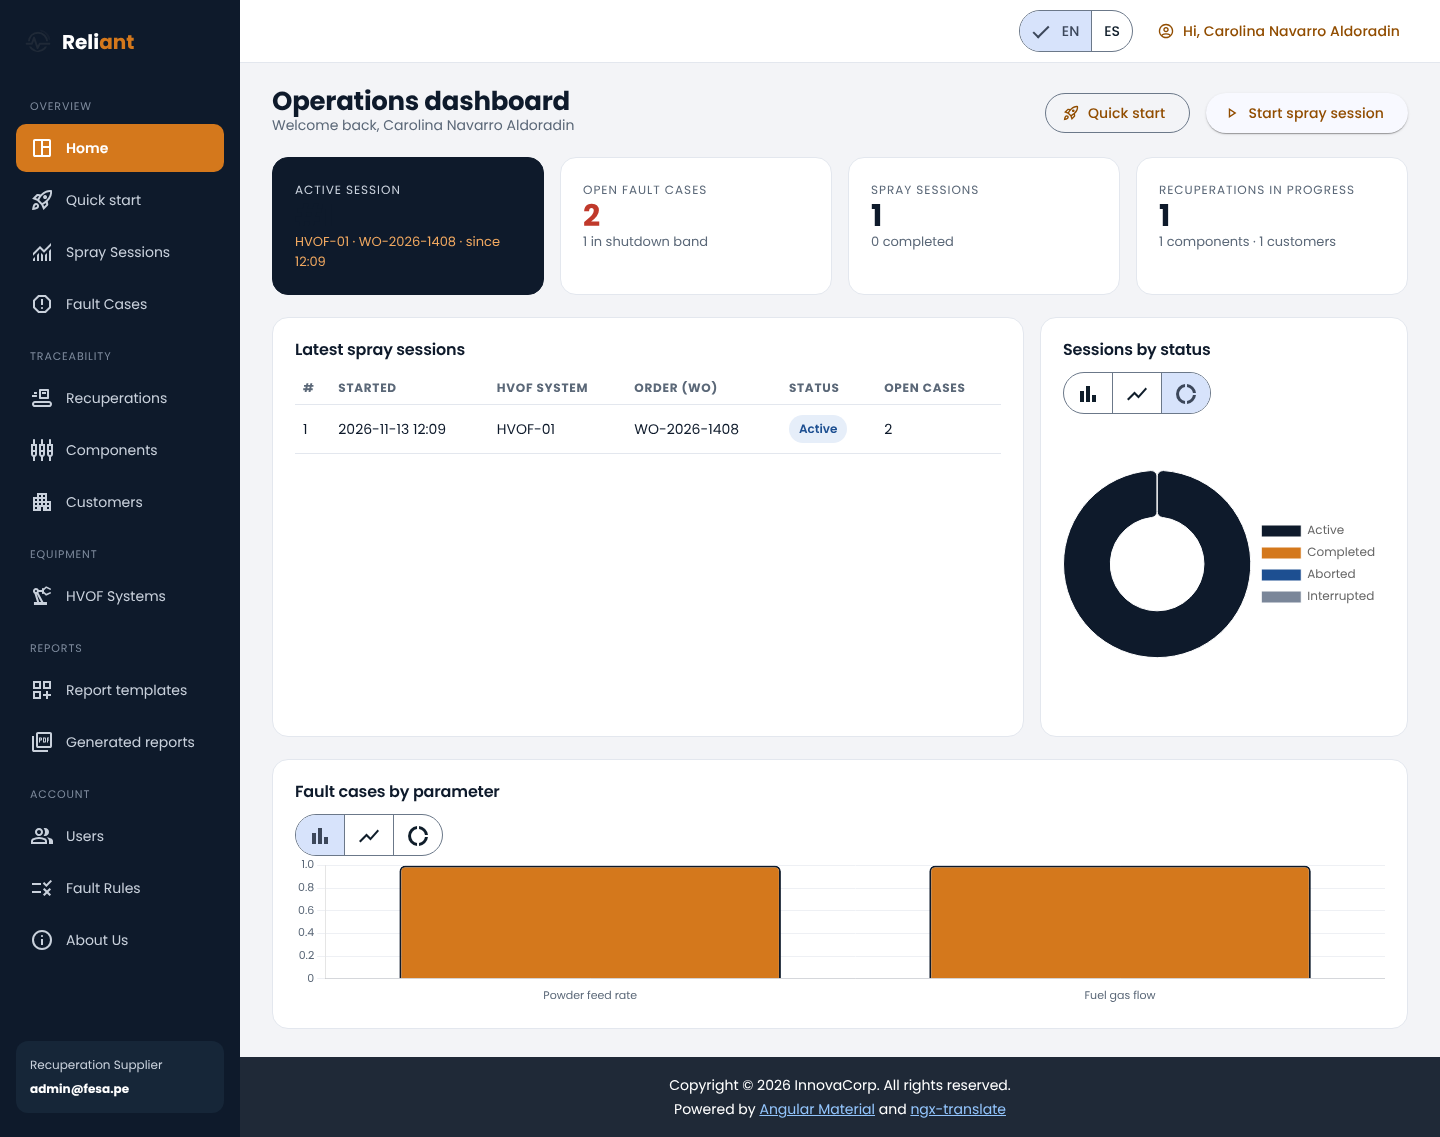 Reliant
OVERVIEW
Home
Quick start
Spray Sessions
Fault Cases
TRACEABILITY
Recuperations
Components
Customers
EQUIPMENT
HVOF Systems
REPORTS
Report templates
Generated reports
ACCOUNT
Users
Fault Rules
About Us
Recuperation Supplier
admin@fesa.pe
EN ES
Hi, Carolina Navarro Aldoradin
Operations dashboard
Welcome back, Carolina Navarro Aldoradin
Quick start
Start spray session
ACTIVE SESSION
HVOF-01 · WO-2026-1408 · since
12:09
OPEN FAULT CASES
2
1 in shutdown band
SPRAY SESSIONS
1
0 completed
RECUPERATIONS IN PROGRESS
1
1 components · 1 customers
Latest spray sessions
# STARTED HVOF SYSTEM ORDER (WO) STATUS OPEN CASES
1 2026-11-13 12:09 HVOF-01 WO-2026-1408 Active 2
Sessions by status
Active
Completed
Aborted
Interrupted
Fault cases by parameter
1.0
0.8
0.6
0.4
0.2
0
Powder feed rate Fuel gas flow
Copyright © 2026 InnovaCorp. All rights reserved.
Powered by Angular Material and ngx-translate